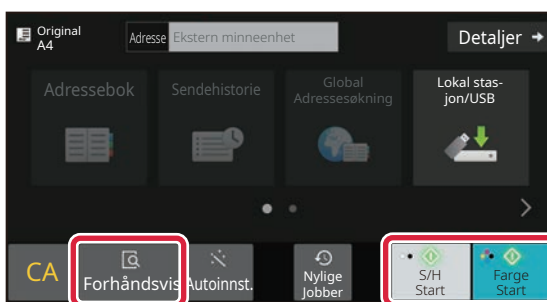 Original
A4
Adresse
Ekstern minneenhet
Detaljer
Adressebok
Sendehistorie
Global
Adressesøkning
Lokal stas-
jon/USB
CA
Forhåndsvis
Autoinnst.
Nylige
Jobber
S/H
Start
Farge
Start